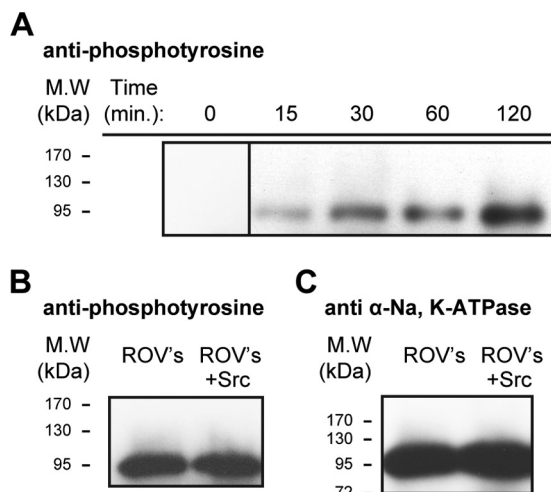 A
anti-phosphotyrosine
M.W Time
(kDa) (min.): 0 15 30 60 120
170 -
130 -
95 -
B
anti-phosphotyrosine
M.W ROV's ROV's
(kDa) +Src
170 -
130 -
95 -
C
anti α-Na, K-ATPase
M.W ROV's ROV's
(kDa) +Src
170 -
130 -
95 -
72 -